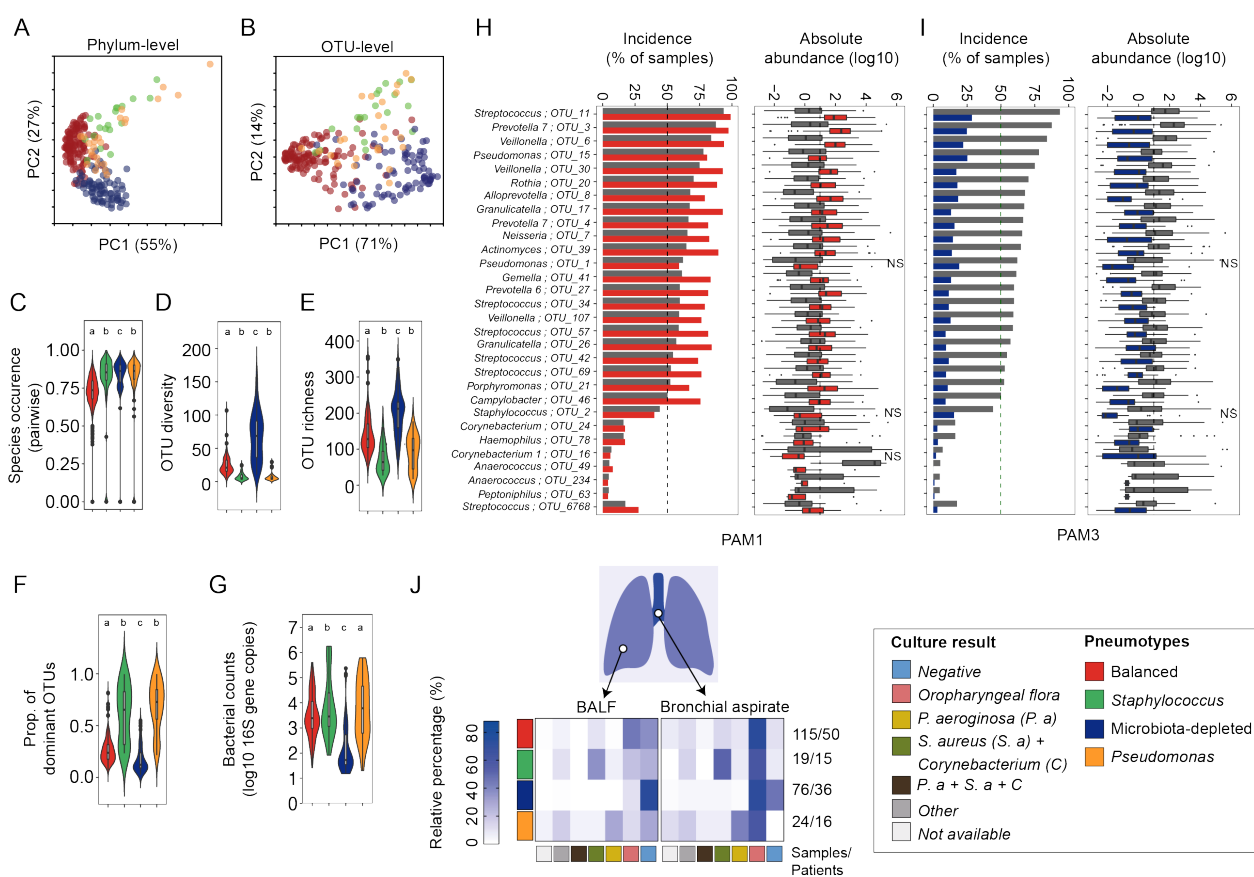 A
Phylum-level
PC2 (27%)
PC1 (55%)
B
OTU-level
PC2 (14%)
PC1 (71%)
C
Species occurence
(pairwise)
a b c b
1.00
0.75
0.50
0.25
0.00
D
OTU diversity
a b c b
200
150
100
50
0
E
OTU richness
a b c b
400
300
200
100
0
F
Prop. of
dominant OTUs
a b c b
1.0
0.5
0.0
G
Bacterial counts
(log10 16S gene copies)
a b c a
7
6
5
4
3
2
1
0
H
Incidence
(% of samples)
0 25 50 75 100
Absolute
abundance (log10)
−2 0 2 4 6
Streptococcus ; OTU_11
Prevotella 7 ; OTU_3
Veillonella ; OTU_6
Pseudomonas ; OTU_15
Veillonella ; OTU_30
Rothia ; OTU_20
Alloprevotella ; OTU_8
Granulicatella ; OTU_17
Prevotella 7 ; OTU_4
Neisseria ; OTU_7
Actinomyces ; OTU_39
Pseudomonas ; OTU_1
Gemella ; OTU_41
Prevotella 6 ; OTU_27
Streptococcus ; OTU_34
Veillonella ; OTU_107
Streptococcus ; OTU_57
Granulicatella ; OTU_26
Streptococcus ; OTU_42
Streptococcus ; OTU_69
Porphyromonas ; OTU_21
Campylobacter ; OTU_46
Staphylococcus ; OTU_2
Corynebacterium ; OTU_24
Haemophilus ; OTU_78
Corynebacterium 1 ; OTU_16
Anaerococcus ; OTU_49
Anaerococcus ; OTU_234
Peptoniphilus ; OTU_63
Streptococcus ; OTU_6768
NS
NS
NS
PAM1
I
Incidence
(% of samples)
0 25 50 75 100
Absolute
abundance (log10)
−2 0 2 4 6
NS
NS
PAM3
J
BALF
Bronchial aspirate
Relative percentage (%)
0 20 40 60 80
115/50
19/15
76/36
24/16
Samples/
Patients
Culture result
Negative
Oropharyngeal flora
P. aeroginosa (P. a)
S. aureus (S. a) +
Corynebacterium (C)
P. a + S. a + C
Other
Not available
Pneumotypes
Balanced
Staphylococcus
Microbiota-depleted
Pseudomonas